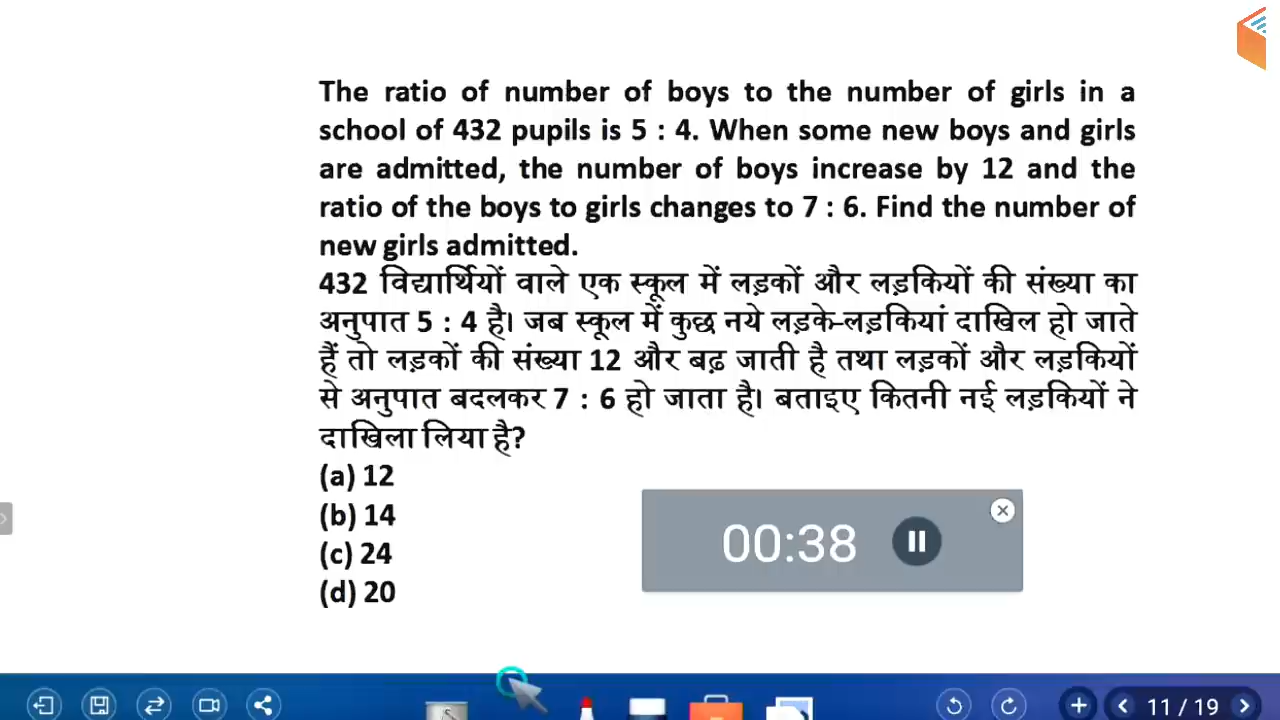 The ratio of number of boys to the number of girls in a
school of 432 pupils is 5 : 4. When some new boys and girls
are admitted, the number of boys increase by 12 and the
ratio of the boys to girls changes to 7 : 6. Find the number of
new girls admitted.
432 विद्यार्थियों वाले एक स्कूल में लड़कों और लड़कियों की संख्या का
अनुपात 5 : 4 है। जब स्कूल में कुछ नये लड़के-लड़कियां दाखिल हो जाते
हैं तो लड़कों की संख्या 12 और बढ़ जाती है तथा लड़कों और लड़कियों
से अनुपात बदलकर 7 : 6 हो जाता है। बताइए कितनी नई लड़कियों ने
दाखिला लिया है?
(a) 12
(b) 14
(c) 24
(d) 20
00:38
11 / 19